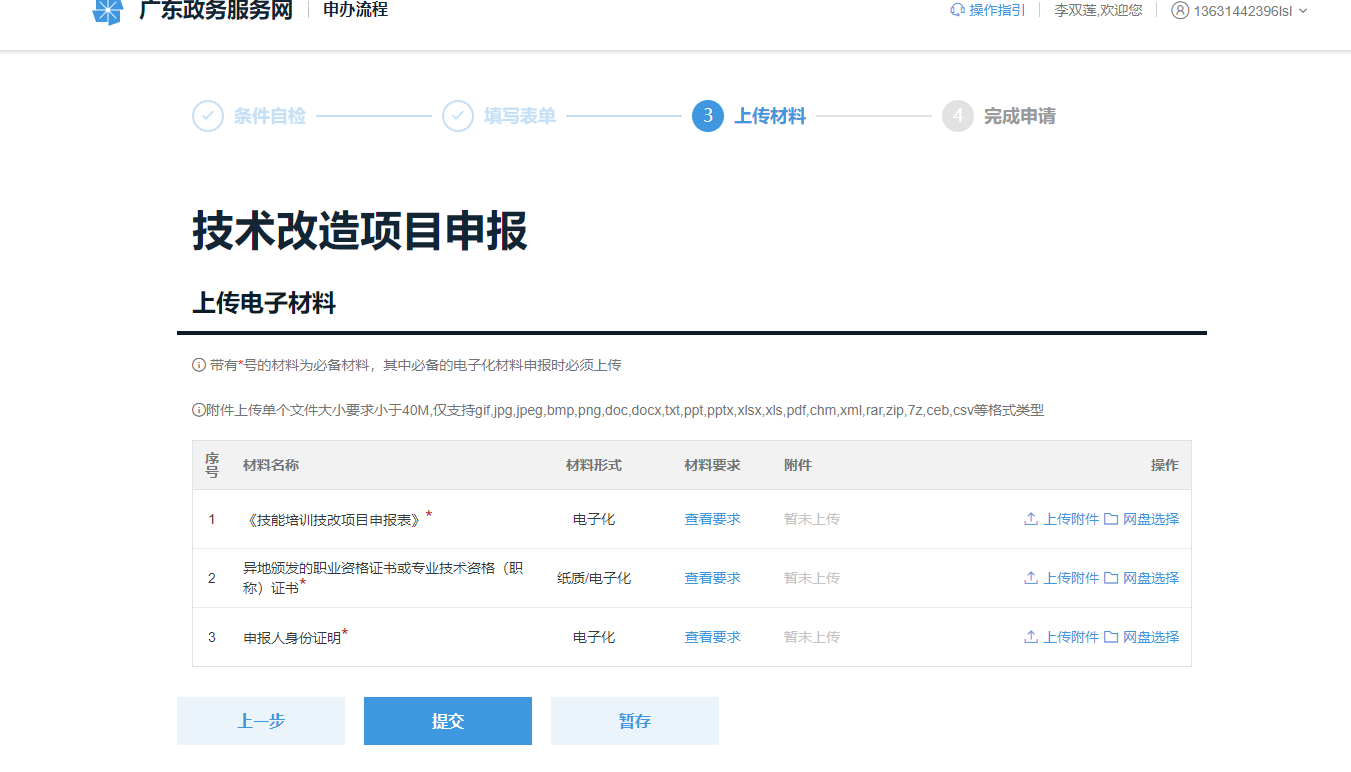 广东政务服务网 申办流程 操作指引 李双莲,欢迎您 13631442396lsl
条件自检 填写表单 3 上传材料 4 完成申请
技术改造项目申报
上传电子材料
带有*号的材料为必备材料，其中必备的电子化材料申报时必须上传
附件上传单个文件大小要求小于40M,仅支持gif,jpg,jpeg,bmp,png,doc,docx,txt,ppt,pptx,xlsx,xls,pdf,chm,xml,rar,zip,7z,ceb,csv等格式类型
序号 材料名称 材料形式 材料要求 附件 操作
1 《技能培训技改项目申报表》* 电子化 查看要求 暂未上传 上传附件 网盘选择
2 异地颁发的职业资格证书或专业技术资格（职
称）证书* 纸质/电子化 查看要求 暂未上传 上传附件 网盘选择
3 申报人身份证明* 电子化 查看要求 暂未上传 上传附件 网盘选择
上一步 提交 暂存